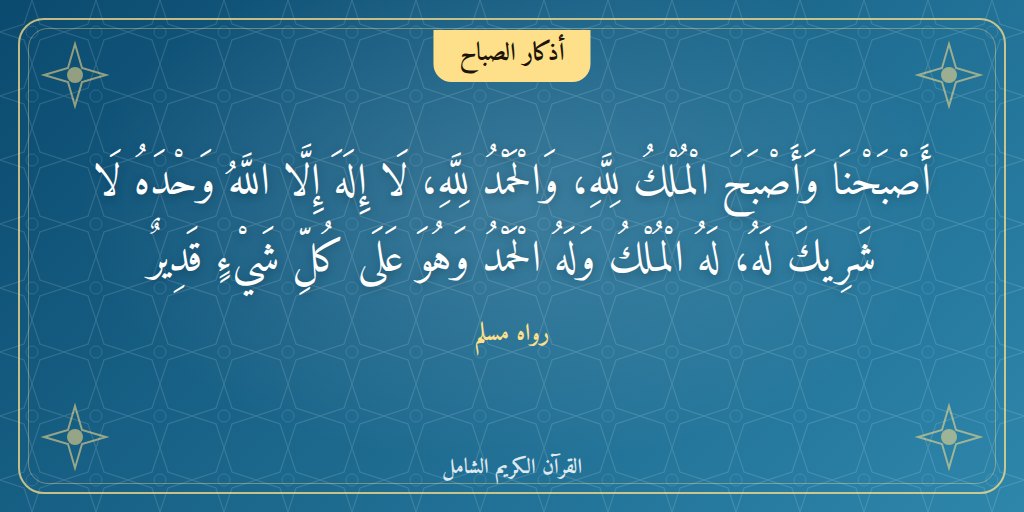 أذكار الصباح
أَصْبَحْنَا وَأَصْبَحَ الْمُلْكُ لِلَّهِ، وَالْحَمْدُ لِلَّهِ، لَا إِلَهَ إِلَّا اللَّهُ وَحْدَهُ لَا
شَرِيكَ لَهُ، لَهُ الْمُلْكُ وَلَهُ الْحَمْدُ وَهُوَ عَلَى كُلِّ شَيْءٍ قَدِيرٌ
رواه مسلم
القرآن الكريم الشامل